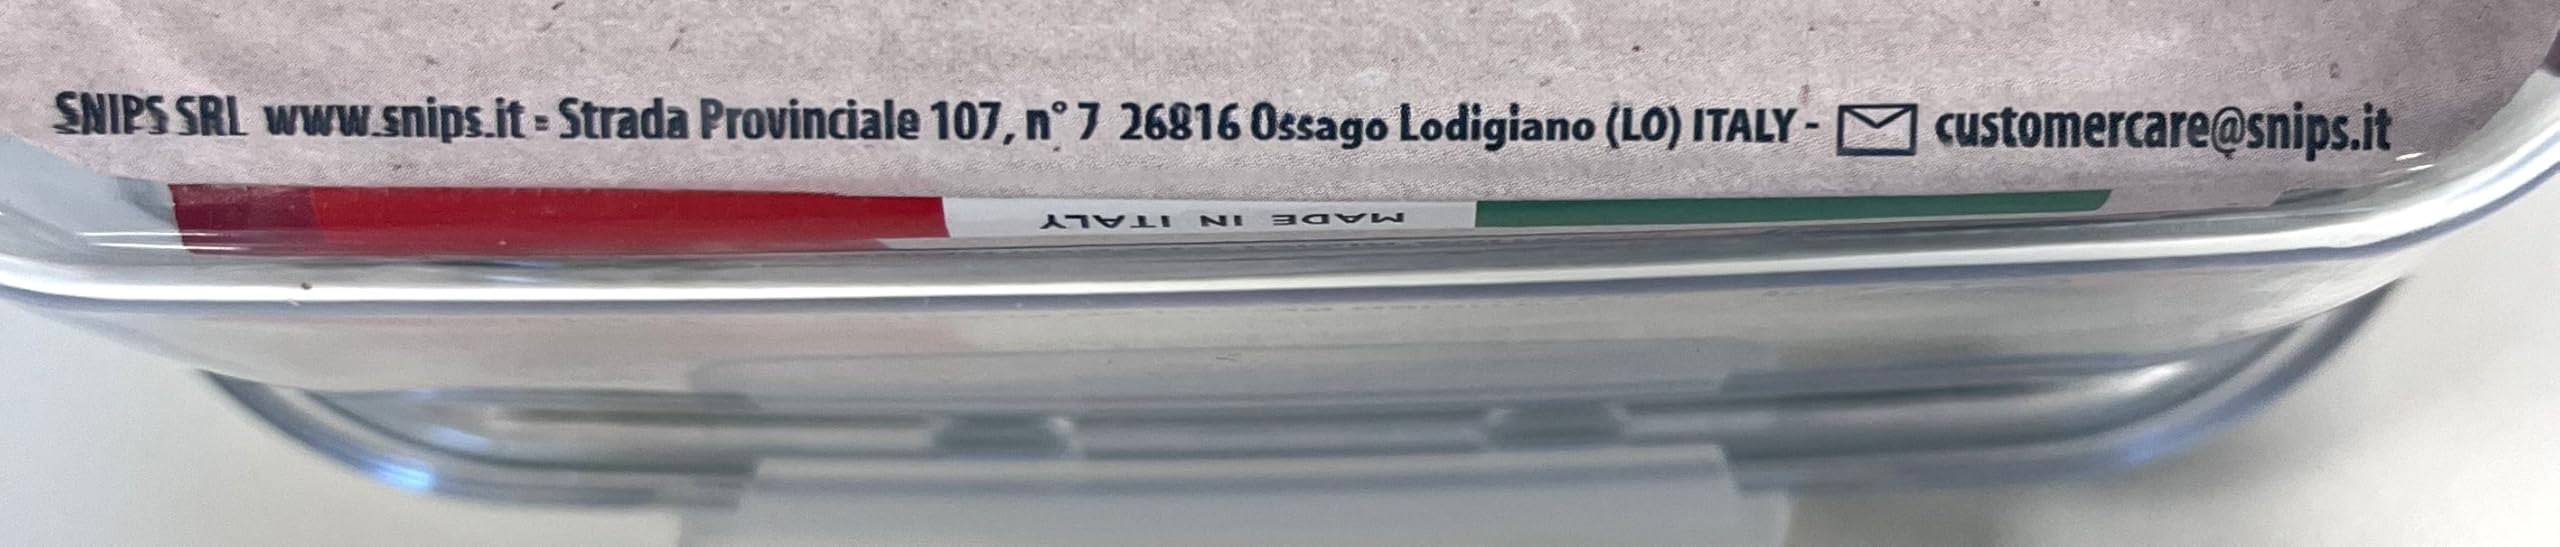 SNIPS SRL www.snips.it - Strada Provinciale 107, n° 7 26816 Ossago Lodigiano (LO) ITALY - customercare@snips.it
MADE IN ITALY